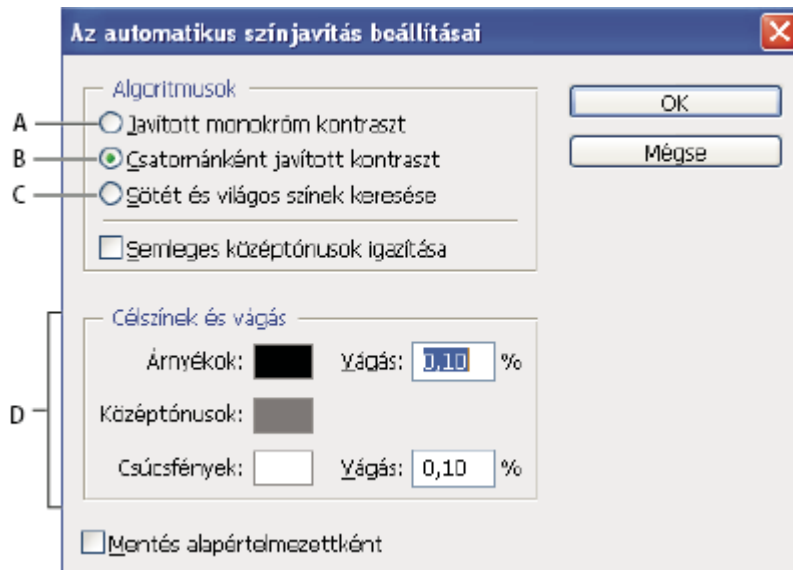 Az automatikus színjavítás beállításai
Algoritmusok
A
Javított monokróm kontraszt
B
Csatornánként javított kontraszt
C
Sötét és világos színek keresése
Semleges középtónusok igazítása
OK
Mégse
D
Célszínek és vágás
Árnyékok: Vágás: 0,10 %
Középtónusok:
Csúcsfények: Vágás: 0,10 %
Mentés alapértelmezettként